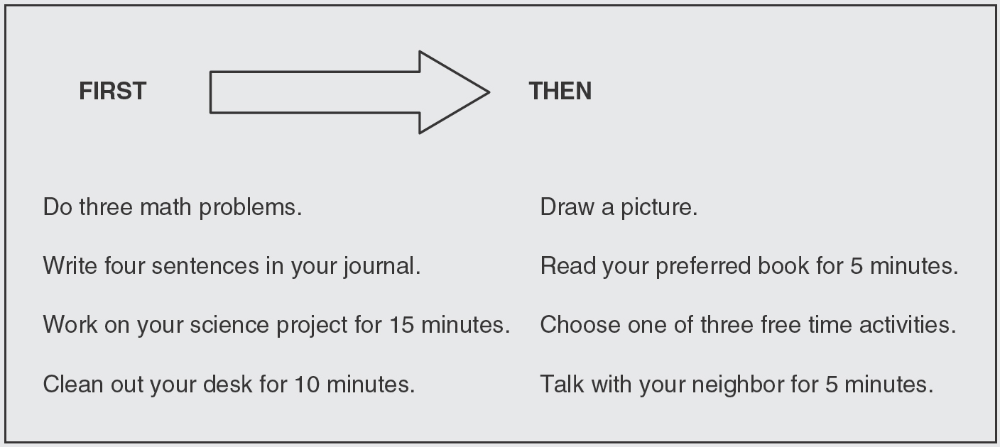 FIRST THEN
Do three math problems. Draw a picture.
Write four sentences in your journal. Read your preferred book for 5 minutes.
Work on your science project for 15 minutes. Choose one of three free time activities.
Clean out your desk for 10 minutes. Talk with your neighbor for 5 minutes.